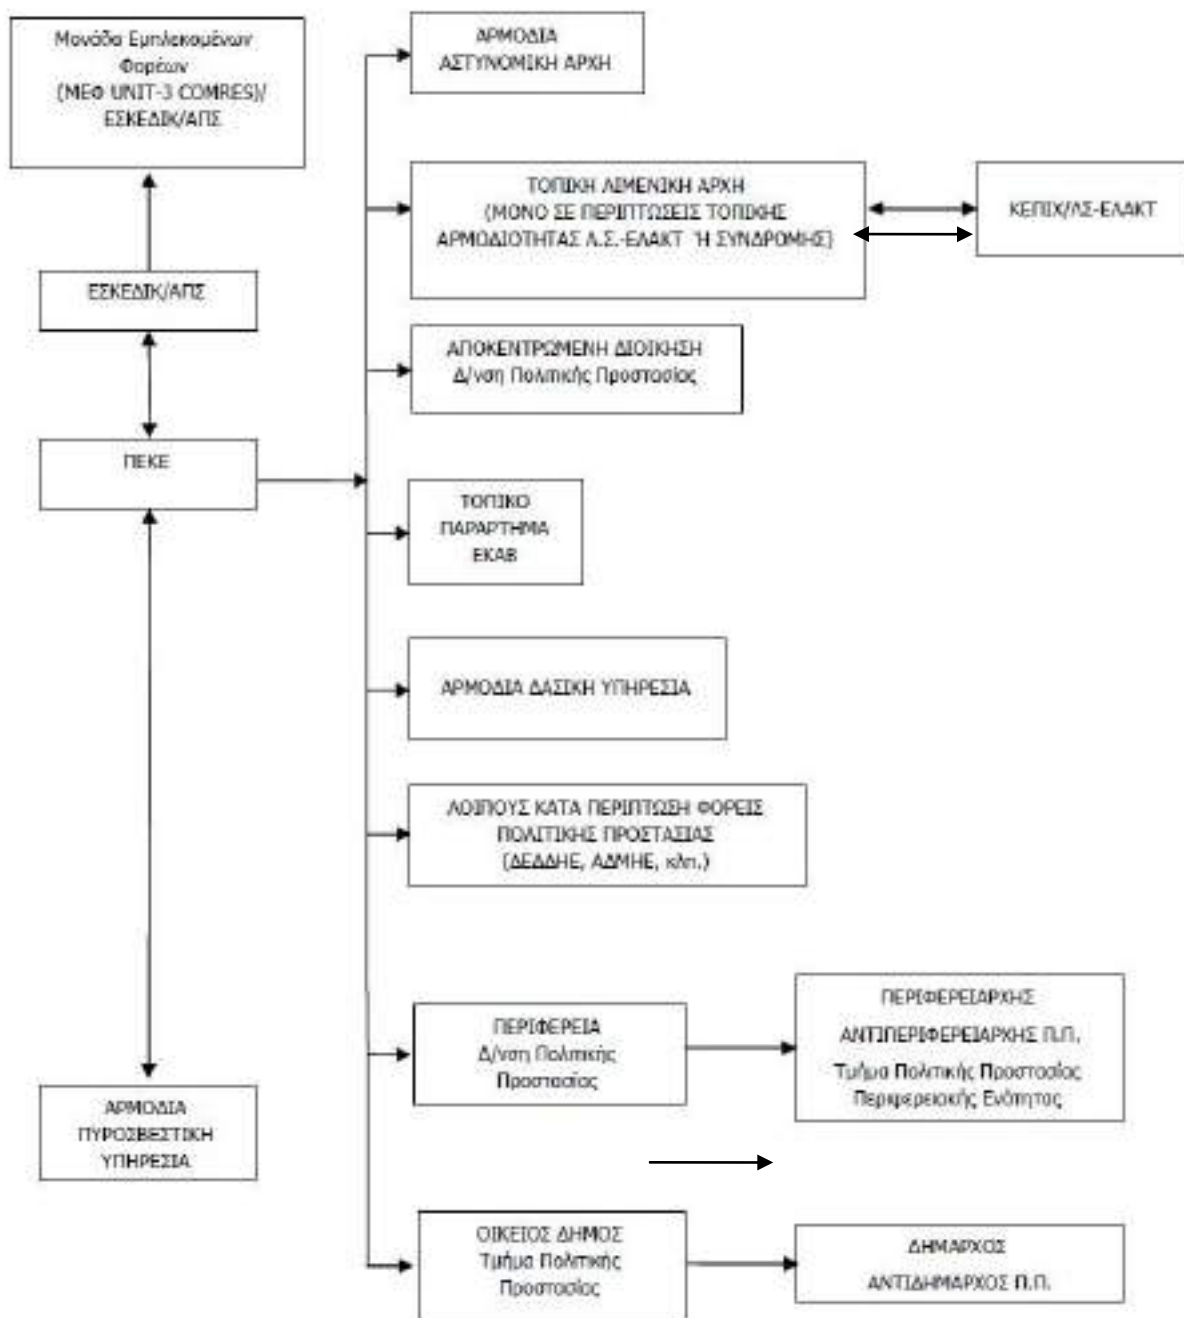 Μονάδα Εμπλεκομένων
Φορέων
(ΜΕΦ UNIT-3 COMRES)/
ΕΣΚΕΔΙΚ/ΑΠΣ
ΕΣΚΕΔΙΚ/ΑΠΣ
ΠΕΚΕ
ΑΡΜΟΔΙΑ
ΠΥΡΟΣΒΕΣΤΙΚΗ
ΥΠΗΡΕΣΙΑ
ΑΡΜΟΔΙΑ
ΑΣΤΥΝΟΜΙΚΗ ΑΡΧΗ
ΤΟΠΙΚΗ ΛΙΜΕΝΙΚΗ ΑΡΧΗ
(ΜΟΝΟ ΣΕ ΠΕΡΙΠΤΩΣΕΙΣ ΤΟΠΙΚΗΣ
ΑΡΜΟΔΙΟΤΗΤΑΣ Λ.Σ.-ΕΛΑΚΤ Ή ΣΥΝΔΡΟΜΗΣ)
ΚΕΠΙΧ/ΛΣ-ΕΛΑΚΤ
ΑΠΟΚΕΝΤΡΩΜΕΝΗ ΔΙΟΙΚΗΣΗ
Δ/νση Πολιτικής Προστασίας
ΤΟΠΙΚΟ
ΠΑΡΑΡΤΗΜΑ
ΕΚΑΒ
ΑΡΜΟΔΙΑ ΔΑΣΙΚΗ ΥΠΗΡΕΣΙΑ
ΛΟΙΠΟΥΣ ΚΑΤΑ ΠΕΡΙΠΤΩΣΗ ΦΟΡΕΙΣ
ΠΟΛΙΤΙΚΗΣ ΠΡΟΣΤΑΣΙΑΣ
(ΔΕΔΔΗΕ, ΑΔΜΗΕ, κλπ.)
ΠΕΡΙΦΕΡΕΙΑ
Δ/νση Πολιτικής
Προστασίας
ΠΕΡΙΦΕΡΕΙΑΡΧΗΣ
ΑΝΤΙΠΕΡΙΦΕΡΕΙΑΡΧΗΣ Π.Π.
Τμήμα Πολιτικής Προστασίας
Περιφερειακής Ενότητας
ΟΙΚΕΙΟΣ ΔΗΜΟΣ
Τμήμα Πολιτικής
Προστασίας
ΔΗΜΑΡΧΟΣ
ΑΝΤΙΔΗΜΑΡΧΟΣ Π.Π.